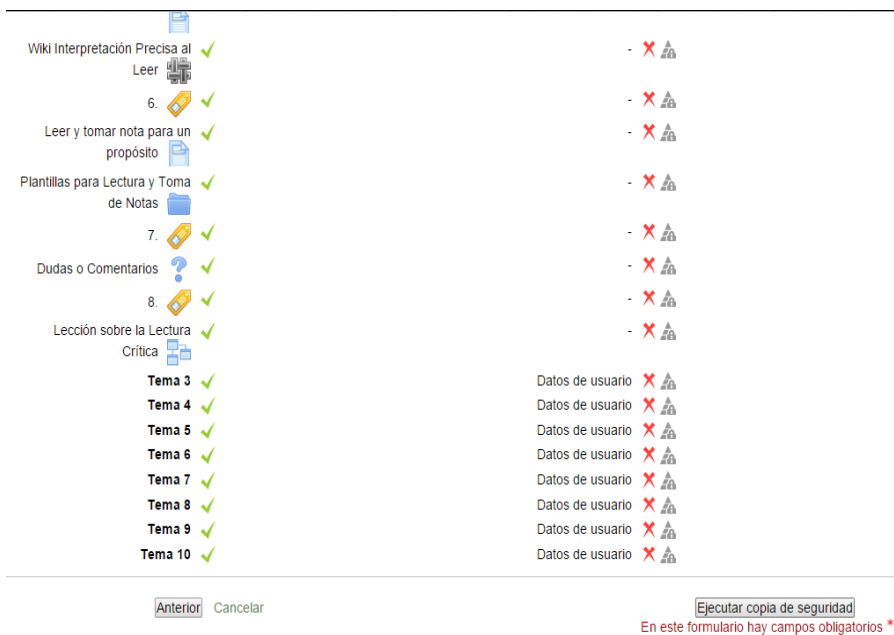 Wiki Interpretación Precisa al
Leer
-
6.
-
Leer y tomar nota para un
propósito
-
Plantillas para Lectura y Toma
de Notas
-
7.
-
Dudas o Comentarios
-
8.
-
Lección sobre la Lectura
Crítica
-
Tema 3 Datos de usuario
Tema 4 Datos de usuario
Tema 5 Datos de usuario
Tema 6 Datos de usuario
Tema 7 Datos de usuario
Tema 8 Datos de usuario
Tema 9 Datos de usuario
Tema 10 Datos de usuario
Anterior Cancelar Ejecutar copia de seguridad
En este formulario hay campos obligatorios *